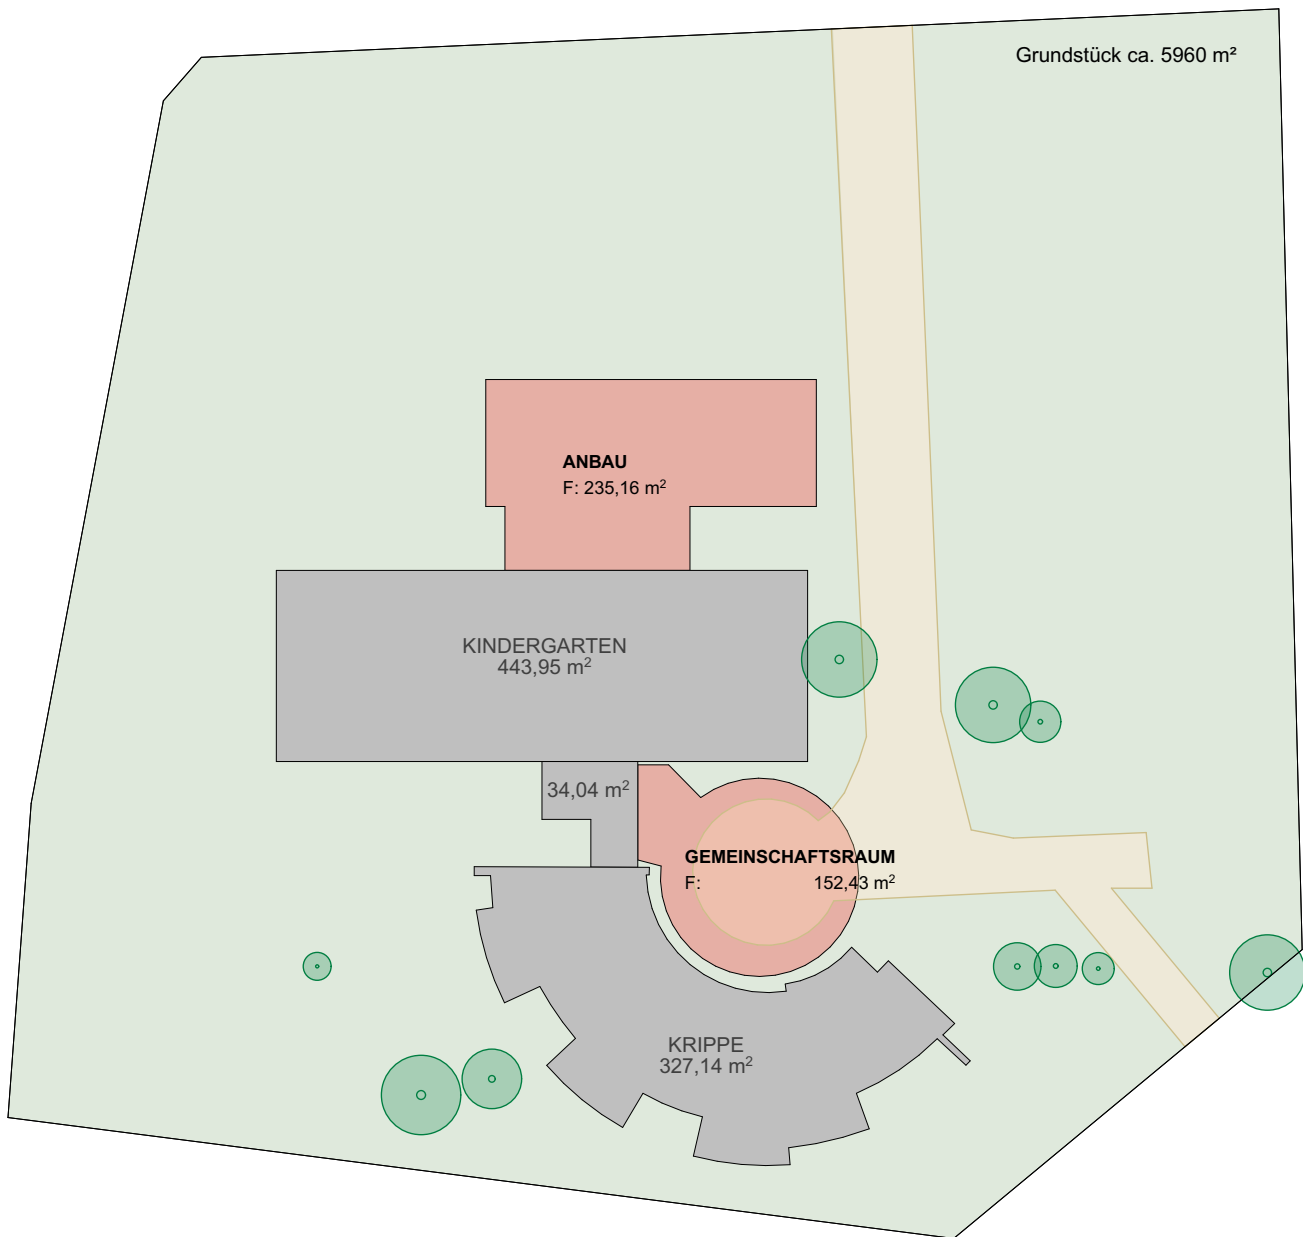 Grundstück ca. 5960 m²
ANBAU
F: 235,16 m²
KINDERGARTEN
443,95 m²
34,04 m²
GEMEINSCHAFTSRAUM
F: 152,43 m²
KRIPPE
327,14 m²